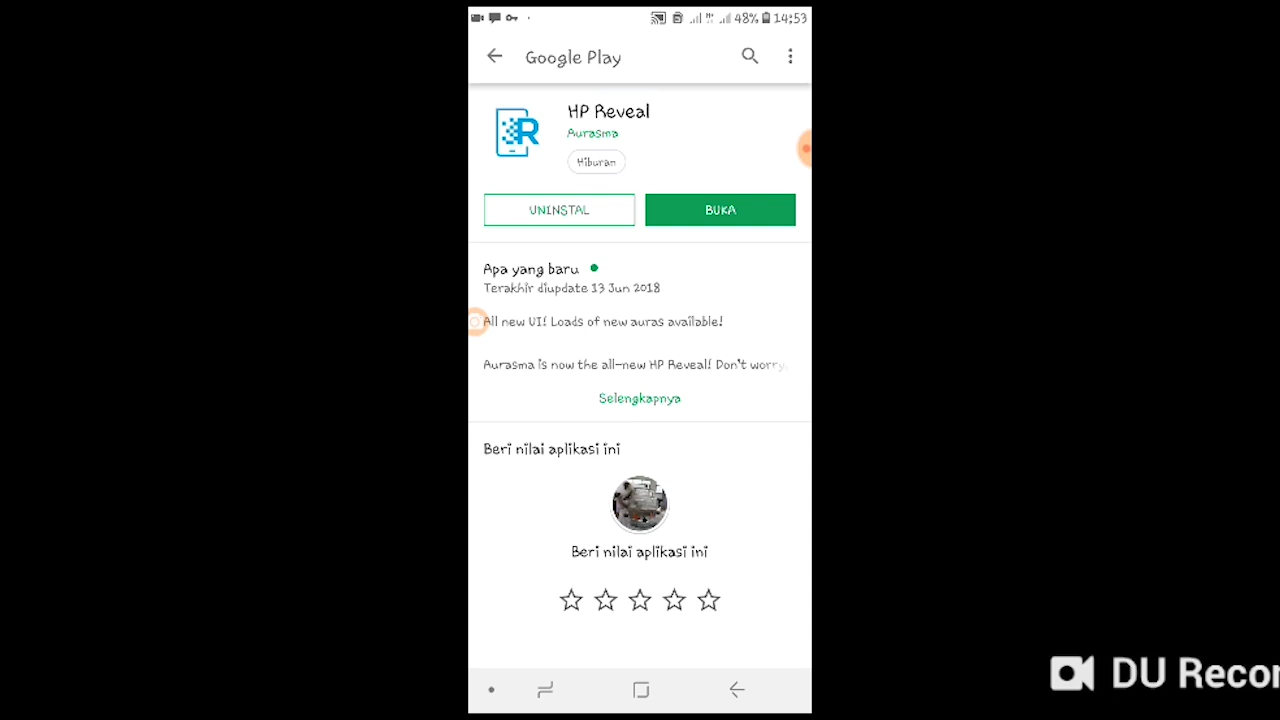 48% 14:53
Google Play
HP Reveal
Aurasma
Hiburan
UNINSTAL
BUKA
Apa yang baru
Terakhir diupdate 13 Jun 2018
All new UI! Loads of new auras available!
Aurasma is now the all-new HP Reveal! Don't worry,
Selengkapnya
Beri nilai aplikasi ini
Beri nilai aplikasi ini
DU Recor